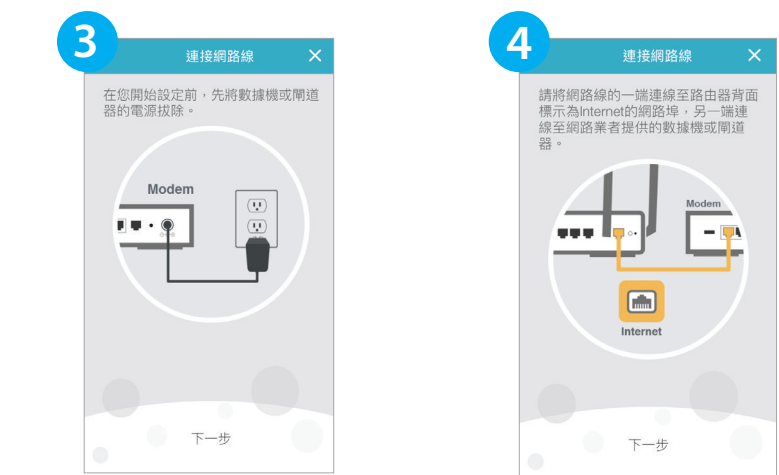 3
連接網路線
在您開始設定前，先將數據機或閘道
器的電源拔除。
Modem
下一步
4
連接網路線
請將網路線的一端連線至路由器背面
標示為Internet的網路埠，另一端連
線至網路業者提供的數據機或閘道
器。
Modem
Internet
下一步